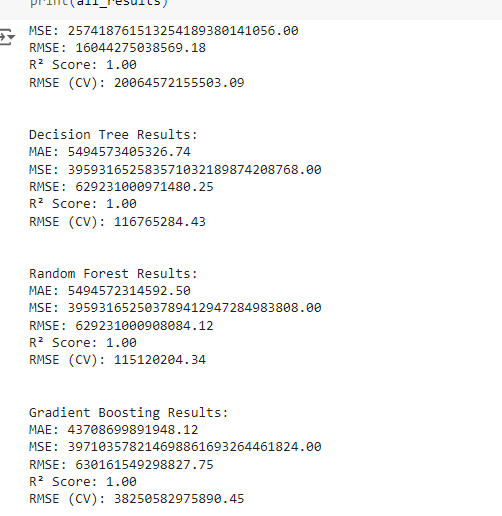 print(all_results)
MSE: 257418761513254189380141056.00
RMSE: 16044275038569.18
R² Score: 1.00
RMSE (CV): 20064572155503.09
Decision Tree Results:
MAE: 5494573405326.74
MSE: 395931652583571032189874208768.00
RMSE: 629231000971480.25
R² Score: 1.00
RMSE (CV): 116765284.43
Random Forest Results:
MAE: 5494572314592.50
MSE: 395931652503789412947284983808.00
RMSE: 629231000908084.12
R² Score: 1.00
RMSE (CV): 115120204.34
Gradient Boosting Results:
MAE: 43708699891948.12
MSE: 397103578214698861693264461824.00
RMSE: 630161549298827.75
R² Score: 1.00
RMSE (CV): 38250582975890.45